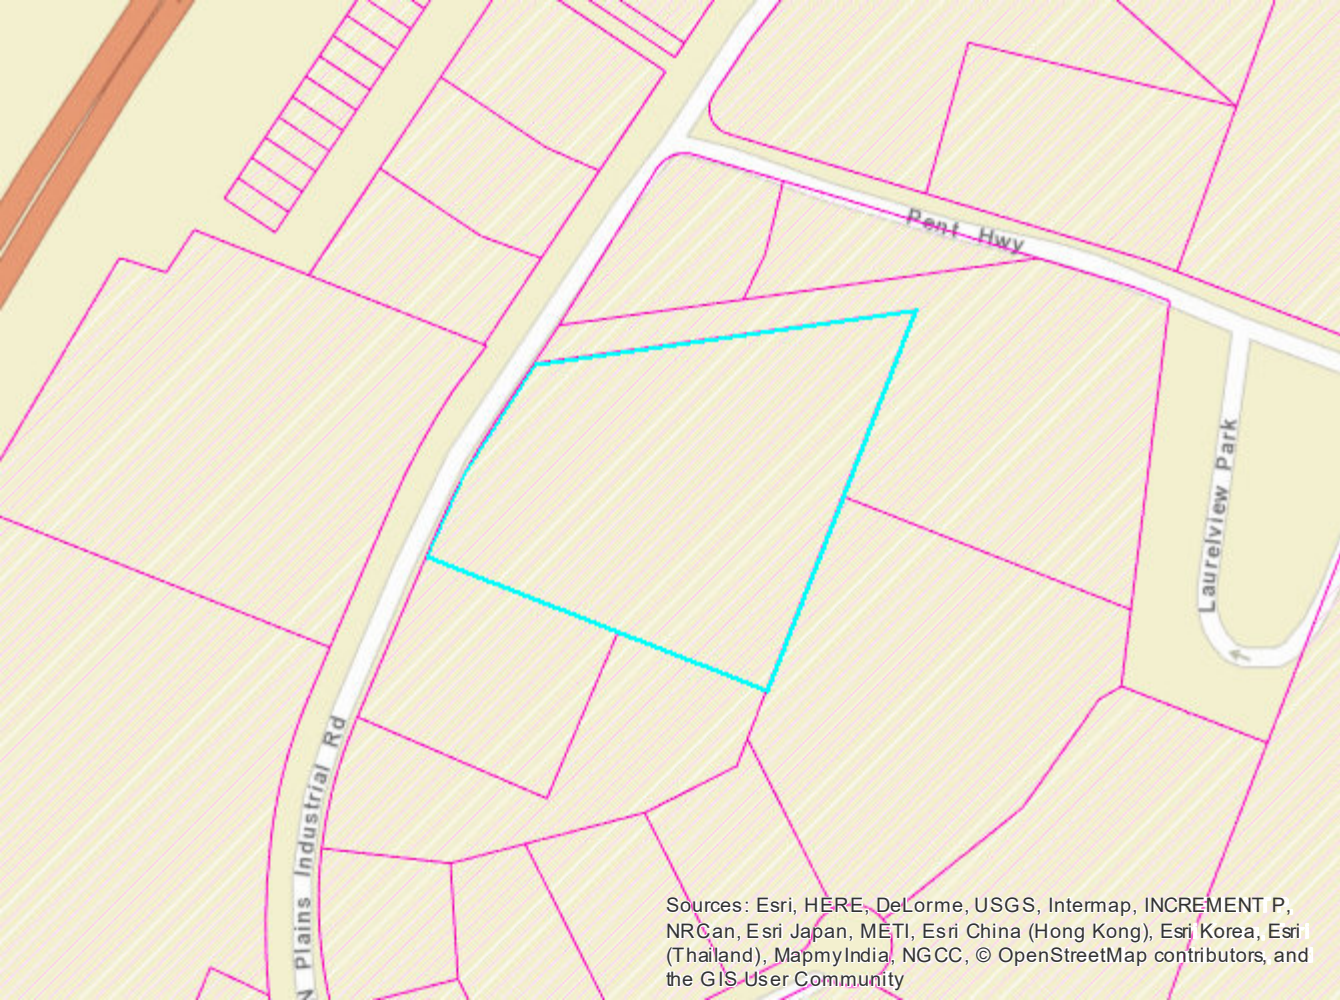 Pent Hwy
Laurelview Park
N Plains Industrial Rd
Sources: Esri, HERE, DeLorme, USGS, Intermap, INCREMENT P,
NRCan, Esri Japan, METI, Esri China (Hong Kong), Esri Korea, Esri
(Thailand), MapmyIndia, NGCC, © OpenStreetMap contributors, and
the GIS User Community